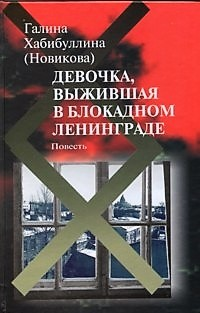 Галина
Хабибуллина
(Новикова)
ДЕВОЧКА,
ВЫЖИВШАЯ
В БЛОКАДНОМ
ЛЕНИНГРАДЕ
Повесть